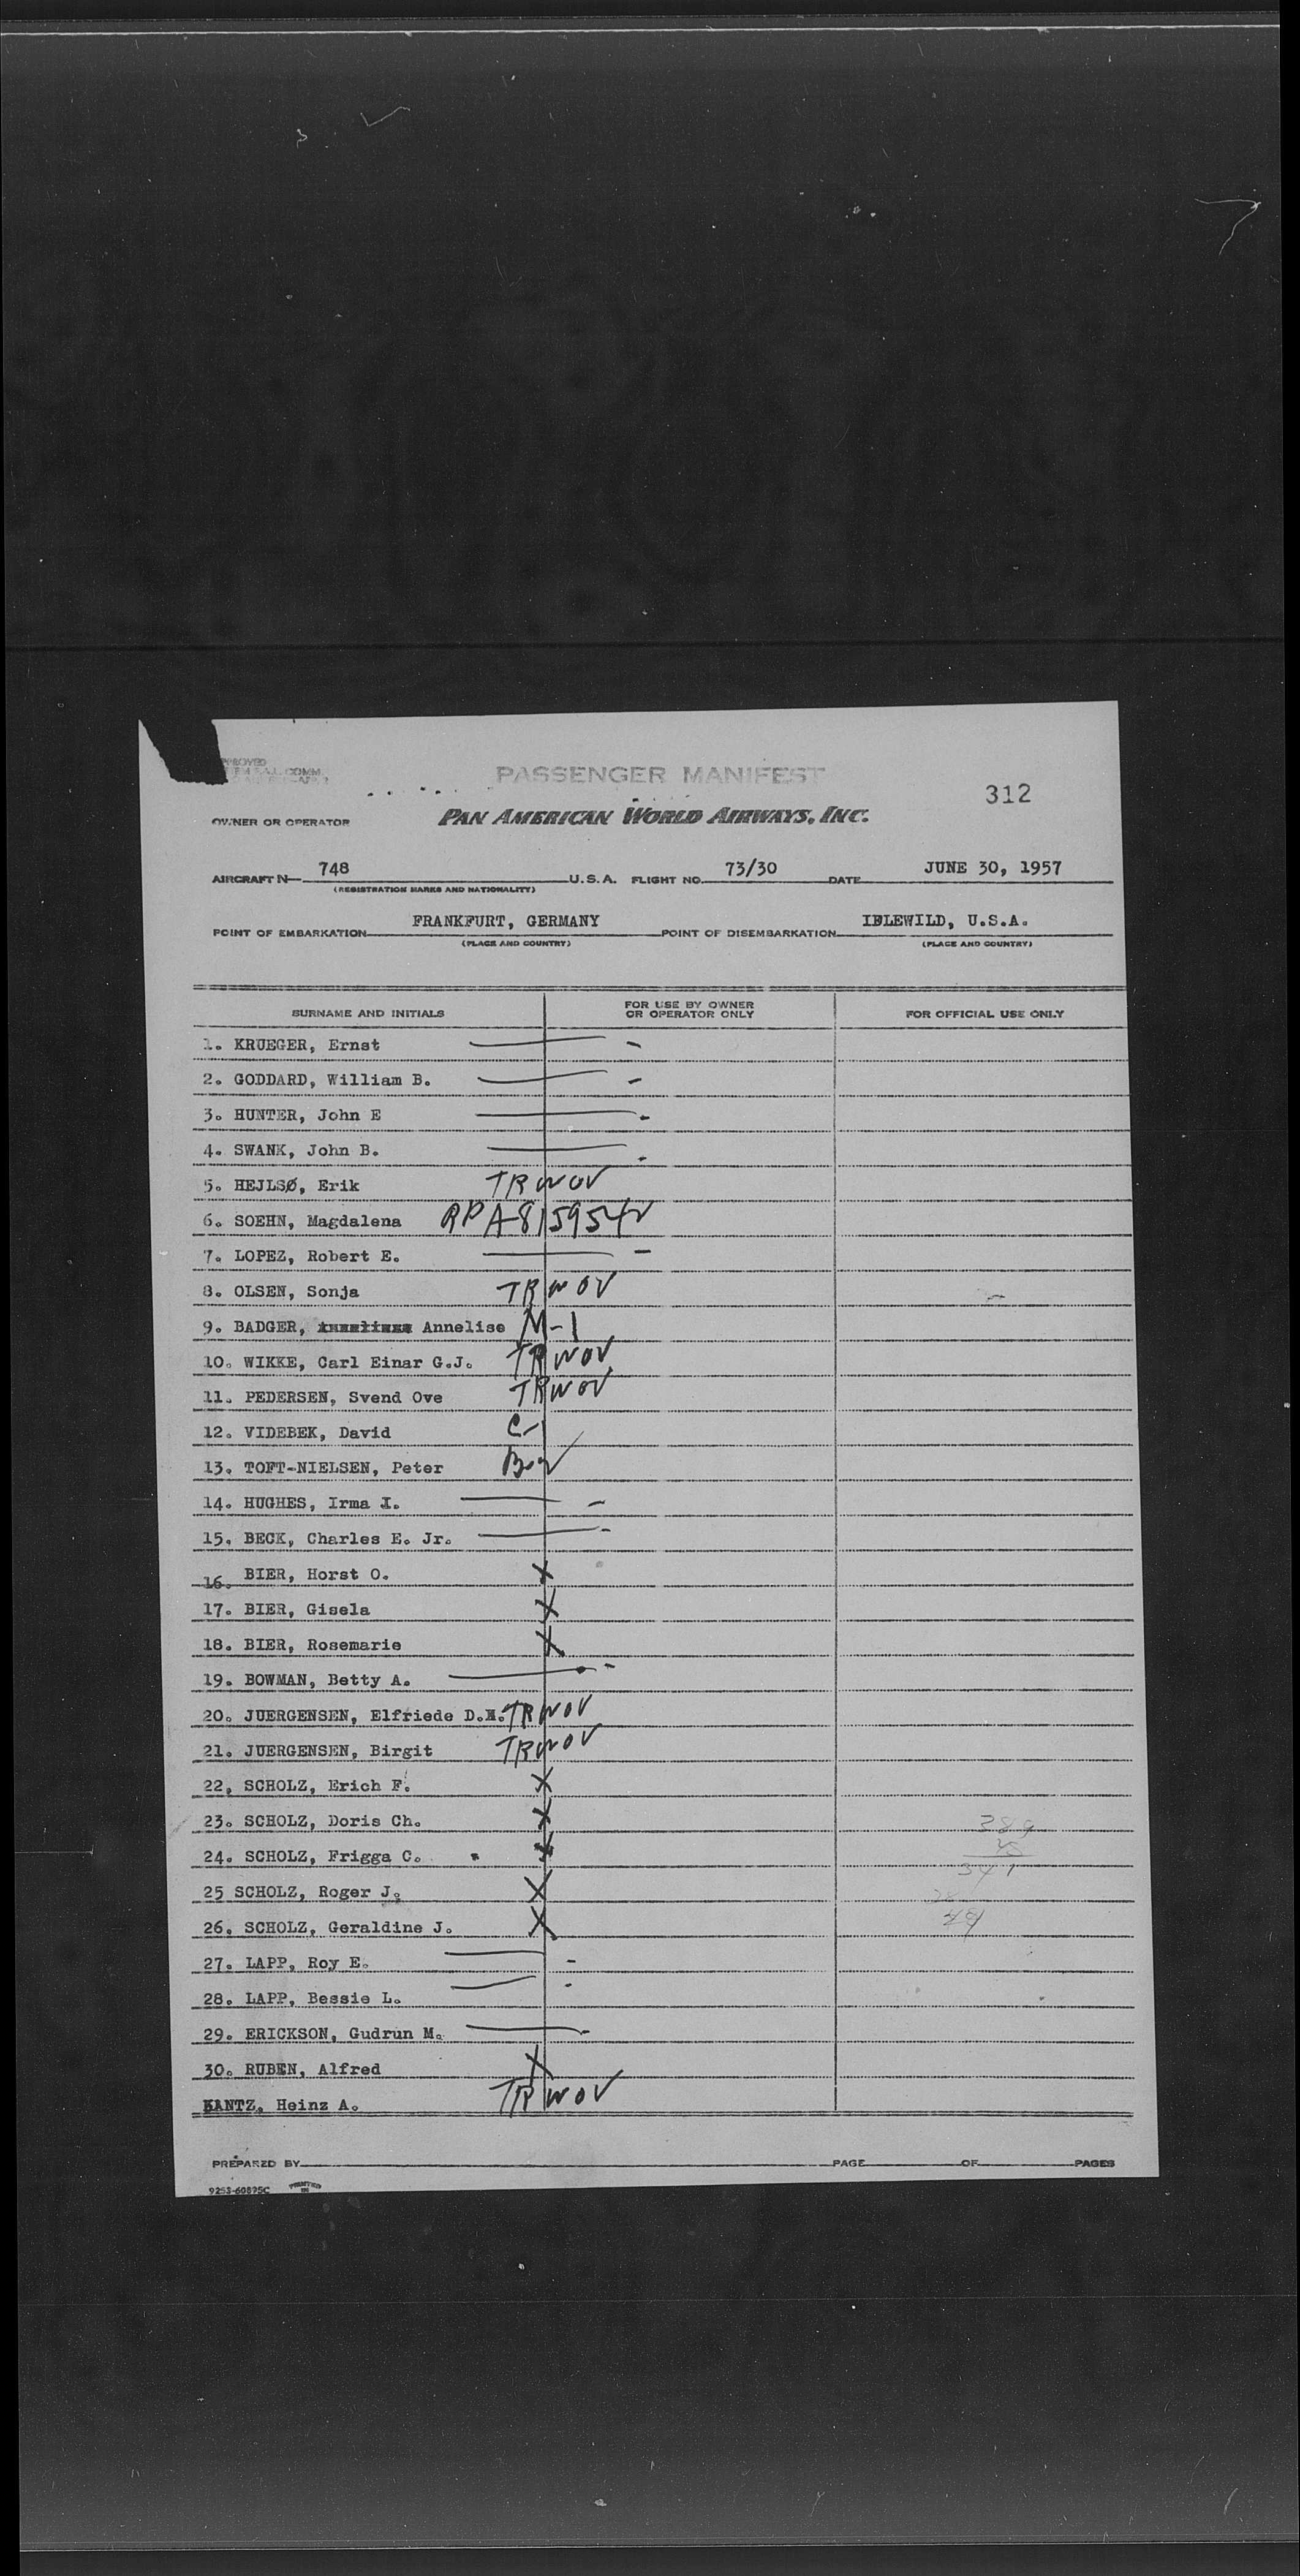 PASSENGER MANIFEST
312
OWNER OR OPERATOR PAN AMERICAN WORLD AIRWAYS, INC.
AIRCRAFT N— 748 U.S.A. FLIGHT NO. 73/30 DATE JUNE 30, 1957
(REGISTRATION MARKS AND NATIONALITY)
POINT OF EMBARKATION FRANKFURT, GERMANY POINT OF DISEMBARKATION IDLEWILD, U.S.A.
(PLACE AND COUNTRY) (PLACE AND COUNTRY)
SURNAME AND INITIALS FOR USE BY OWNER OR OPERATOR ONLY FOR OFFICIAL USE ONLY
1. KRUEGER, Ernst
2. GODDARD, William B.
3. HUNTER, John E
4. SWANK, John B.
5. HEJLSØ, Erik TRWOV
6. SOEHN, Magdalena RP A-815954
7. LOPEZ, Robert E.
8. OLSEN, Sonja TRWOV
9. BADGER, Annelise M-1
10. WIKKE, Carl Einar G.J. TRWOV
11. PEDERSEN, Svend Ove TRWOV
12. VIDEBEK, David C-1
13. TOFT-NIELSEN, Peter
14. HUGHES, Irma I.
15. BECK, Charles E. Jr.
16. BIER, Horst O. X
17. BIER, Gisela X
18. BIER, Rosemarie X
19. BOWMAN, Betty A.
20. JUERGENSEN, Elfriede D.M. TRWOV
21. JUERGENSEN, Birgit TRWOV
22. SCHOLZ, Erich F. X
23. SCHOLZ, Doris Ch. X
24. SCHOLZ, Frigga C. X
25 SCHOLZ, Roger J. X
26. SCHOLZ, Geraldine J. X
27. LAPP, Roy E.
28. LAPP, Bessie L.
29. ERICKSON, Gudrun M.
30. RUBEN, Alfred X
KANTZ, Heinz A. TRWOV
PREPARED BY PAGE OF PAGES
9253-60895C PRINTED IN